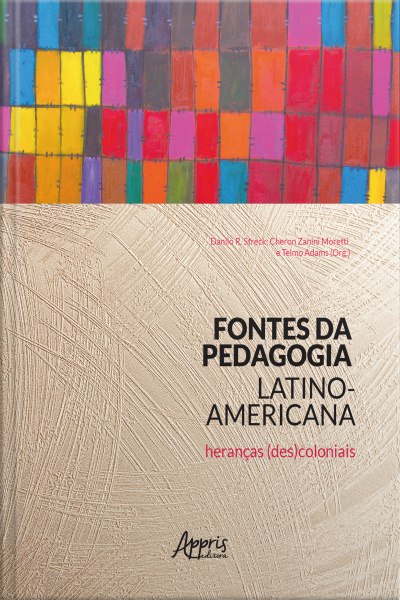 Danilo R. Streck; Cheron Zanini Moretti
e Telmo Adams (Org.)
FONTES DA
PEDAGOGIA
LATINO-
AMERICANA
heranças (des)coloniais
Appris
editora